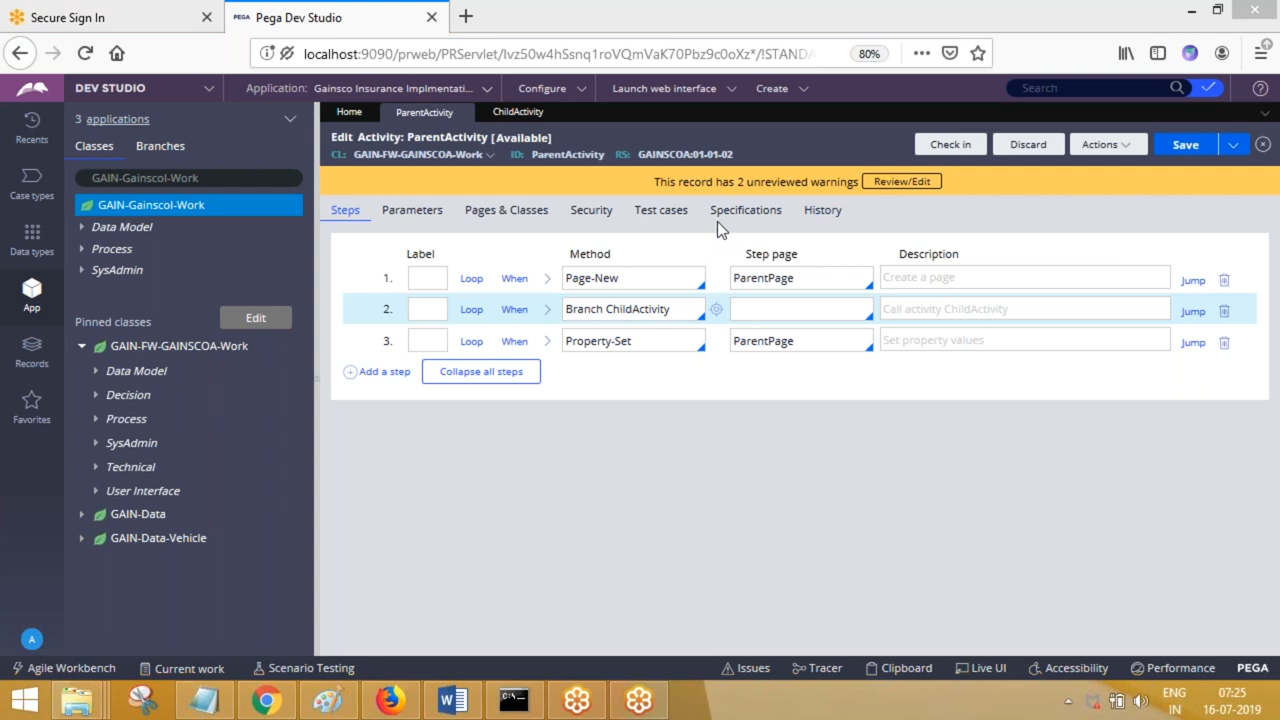 Secure Sign In
PEGA Pega Dev Studio
localhost:9090/prweb/PRServlet/Ivz50w4hSsnq1roVQmVaK70Pbz9c0oXz*/!STANDA
80%
DEV STUDIO
Application: Gainsco Insurance Implmentati...
Configure
Launch web interface
Create
Search
3 applications
Home
ParentActivity
ChildActivity
Recents
Case types
Data types
App
Records
Favorites
A
Classes
Branches
GAIN-Gainscol-Work
GAIN-Gainscol-Work
Data Model
Process
SysAdmin
Pinned classes
Edit
GAIN-FW-GAINSCOA-Work
Data Model
Decision
Process
SysAdmin
Technical
User Interface
GAIN-Data
GAIN-Data-Vehicle
Edit Activity: ParentActivity [Available]
CL: GAIN-FW-GAINSCOA-Work ID: ParentActivity RS: GAINSCOA:01-01-02
Check in
Discard
Actions
Save
This record has 2 unreviewed warnings Review/Edit
Steps Parameters Pages & Classes Security Test cases Specifications History
Label Method Step page Description
1. Loop When Page-New ParentPage Create a page Jump
2. Loop When Branch ChildActivity Call activity ChildActivity Jump
3. Loop When Property-Set ParentPage Set property values Jump
Add a step Collapse all steps
Agile Workbench Current work Scenario Testing Issues Tracer Clipboard Live UI Accessibility Performance PEGA
ENG 07:25
IN 16-07-2019